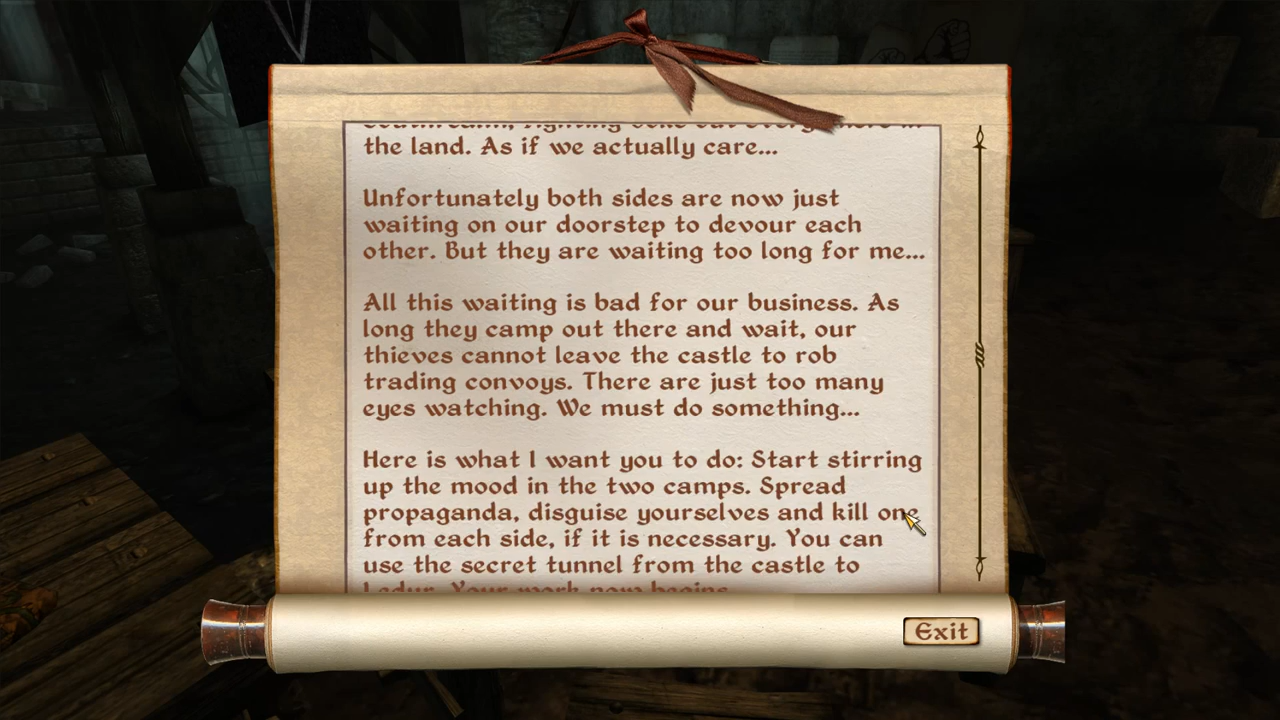 the land. As if we actually care...
Unfortunately both sides are now just
waiting on our doorstep to devour each
other. But they are waiting too long for me...
All this waiting is bad for our business. As
long they camp out there and wait, our
thieves cannot leave the castle to rob
trading convoys. There are just too many
eyes watching. We must do something...
Here is what I want you to do: Start stirring
up the mood in the two camps. Spread
propaganda, disguise yourselves and kill one
from each side, if it is necessary. You can
use the secret tunnel from the castle to
Your work now begins
Exit